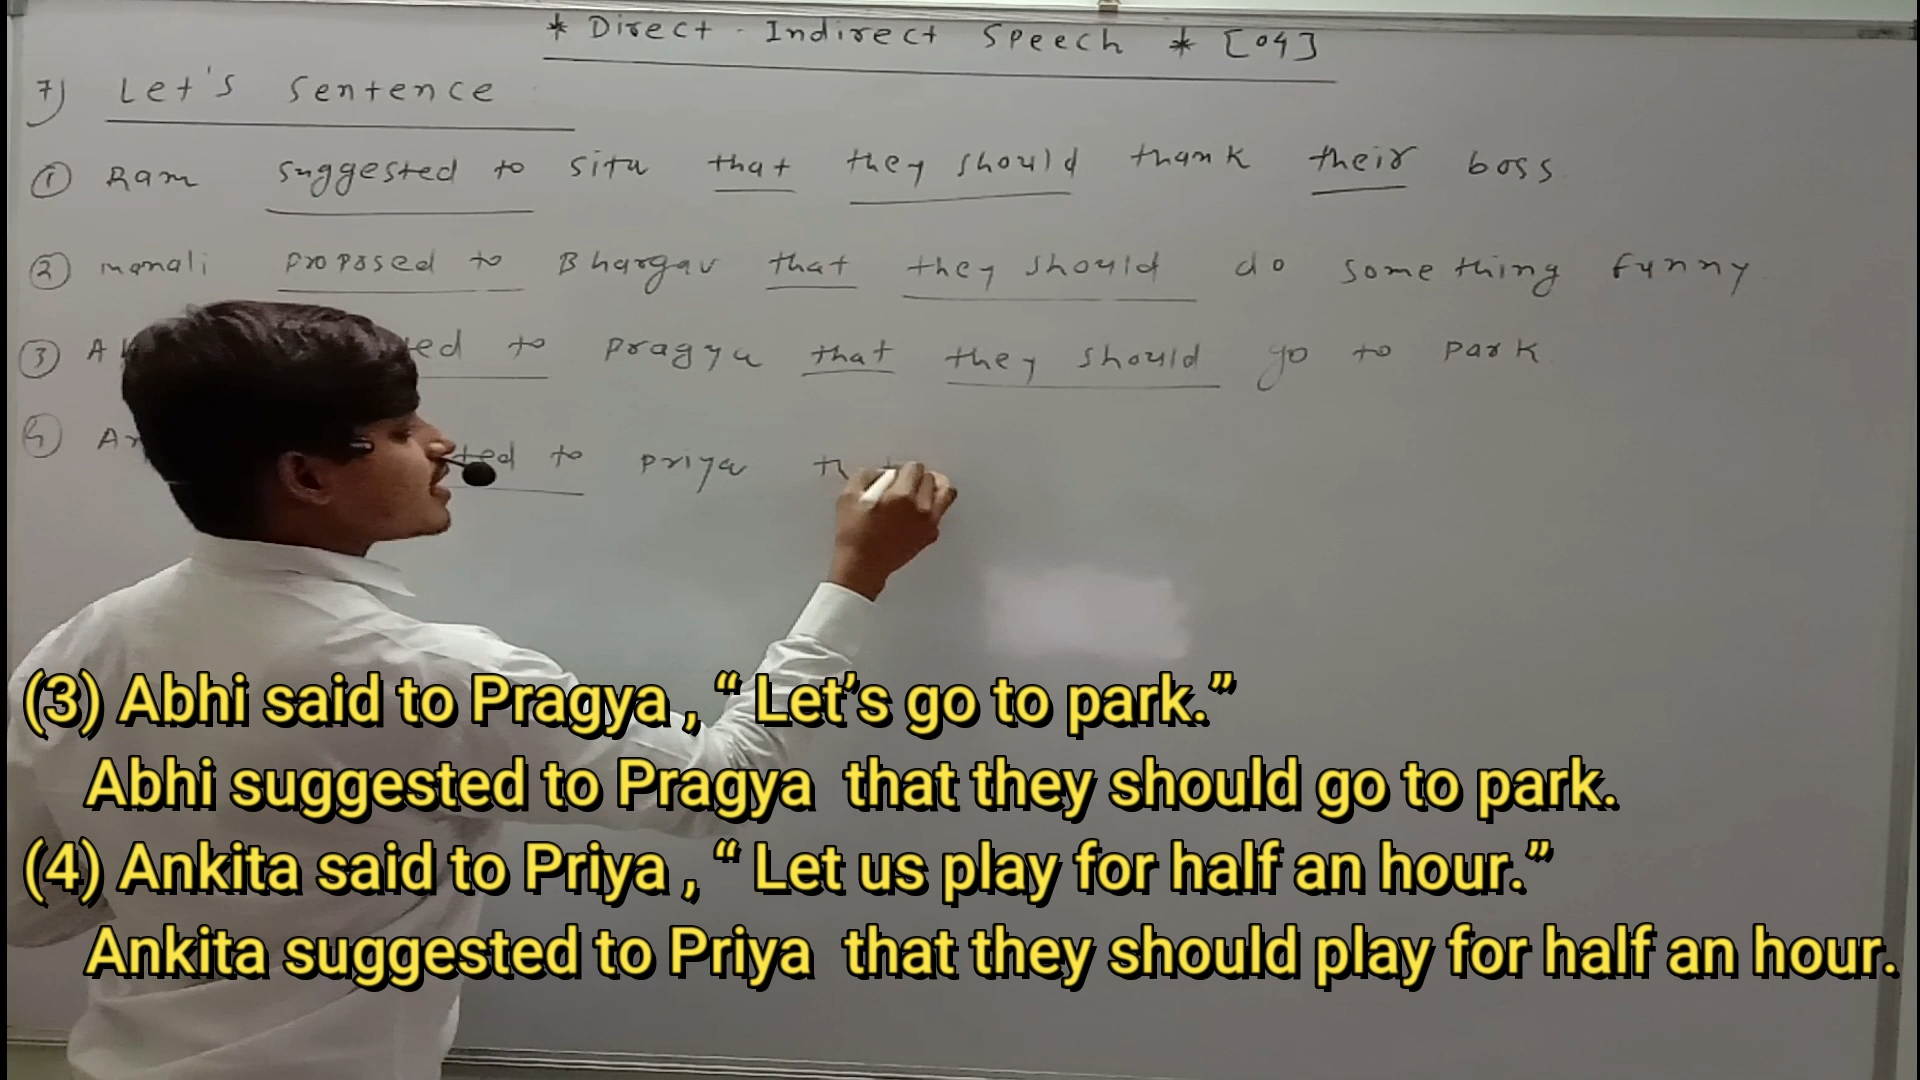 * Direct - Indirect Speech * [04]
7) Let's Sentence
① Ram suggested to sita that they should thank their boss
② manali proposed to Bhargav that they should do something funny
③ A ed to pragya that they should go to park
4 An ted to priya
(3) Abhi said to Pragya , “ Let’s go to park.”
Abhi suggested to Pragya that they should go to park.
(4) Ankita said to Priya , “ Let us play for half an hour.”
Ankita suggested to Priya that they should play for half an hour.